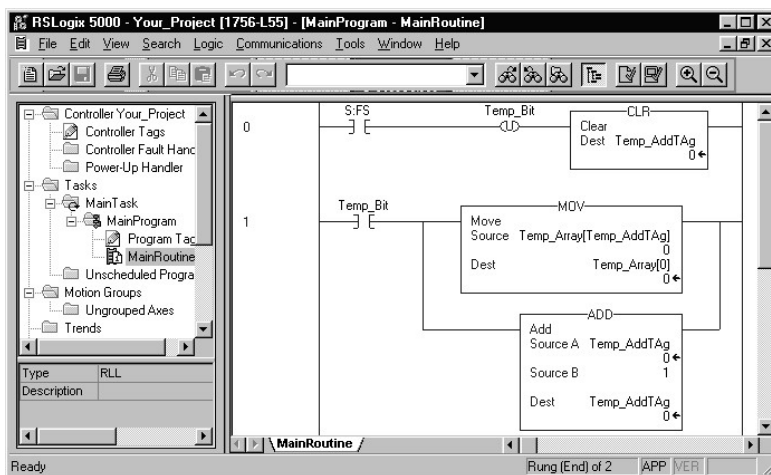 RSLogix 5000 - Your_Project [1756-L55] - [MainProgram - MainRoutine]
File Edit View Search Logic Communications Tools Window Help
Controller Your_Project
Controller Tags
Controller Fault Hanc
Power-Up Handler
Tasks
MainTask
MainProgram
Program Tag
MainRoutine
Unscheduled Progra
Motion Groups
Ungrouped Axes
Trends
Type RLL
Description
0
S:FS
Temp_Bit
U
CLR
Clear
Dest Temp_AddTAg
0
1
Temp_Bit
MOV
Move
Source Temp_Array[Temp_AddTAg]
0
Dest Temp_Array[0]
0
ADD
Add
Source A Temp_AddTAg
0
Source B 1
Dest Temp_AddTAg
0
MainRoutine
Ready
Rung (End) of 2 APP VER